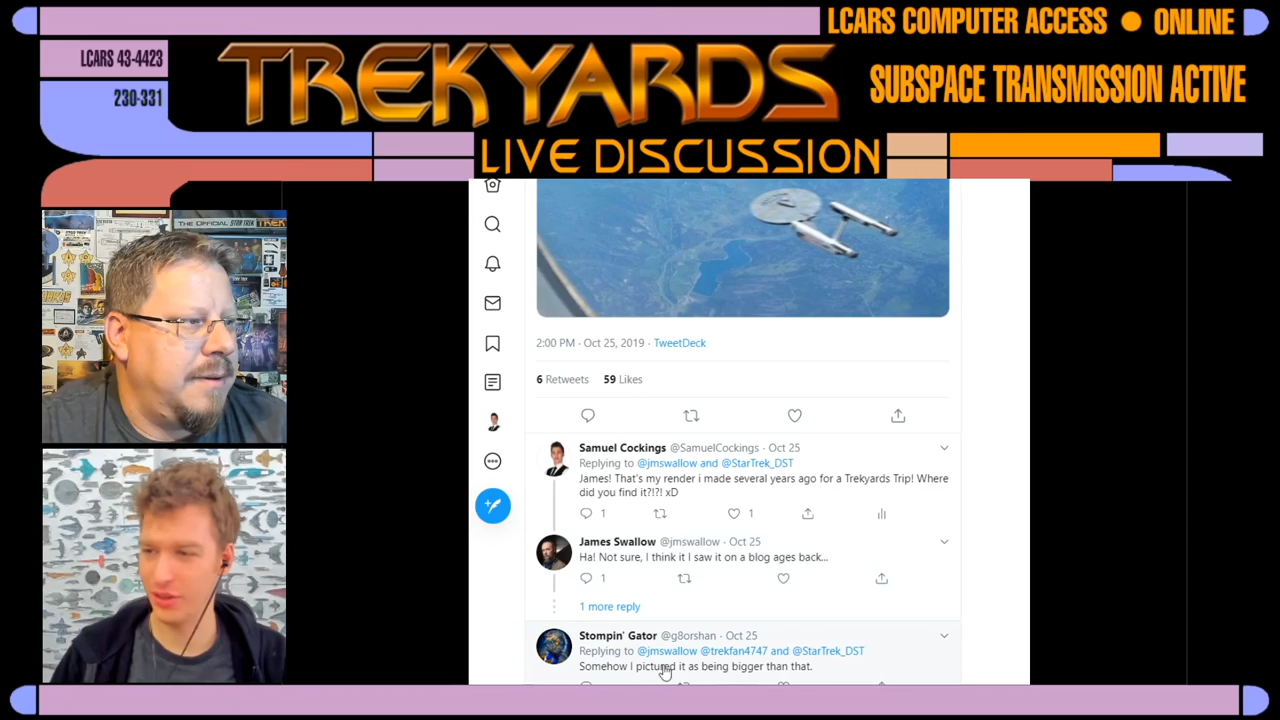 LCARS COMPUTER ACCESS ● ONLINE
LCARS 43-4423
TREKYARDS
SUBSPACE TRANSMISSION ACTIVE
230-331
LIVE DISCUSSION
THE OFFICIAL STAR TREK
2:00 PM · Oct 25, 2019 · TweetDeck
6 Retweets 59 Likes
Samuel Cockings @SamuelCockings · Oct 25
Replying to @jmswallow and @StarTrek_DST
James! That's my render i made several years ago for a Trekyards Trip! Where
did you find it?!?! xD
1 1
James Swallow @jmswallow · Oct 25
Ha! Not sure, I think it I saw it on a blog ages back...
1
1 more reply
Stompin' Gator @g8orshan · Oct 25
Replying to @jmswallow @trekfan4747 and @StarTrek_DST
Somehow I pictured it as being bigger than that.